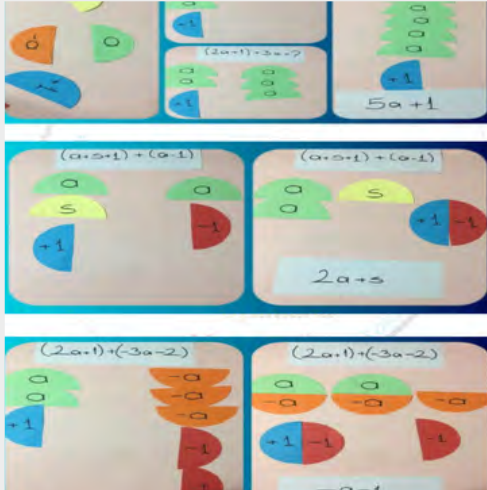 -a
a
+1
a
a
a
a
+1
5a+1
(2a+1)+3a=?
a
a
a
a
a
+1
(a+s+1)+(a-1)
a
s
+1
a
-1
(a+s+1)+(a-1)
a
a
s
+1
-1
2a+s
(2a+1)+(-3a-2)
a
a
+1
-a
-a
-a
-1
(2a+1)+(-3a-2)
a
-a
a
-a
-a
+1
-1
-1
-a-1